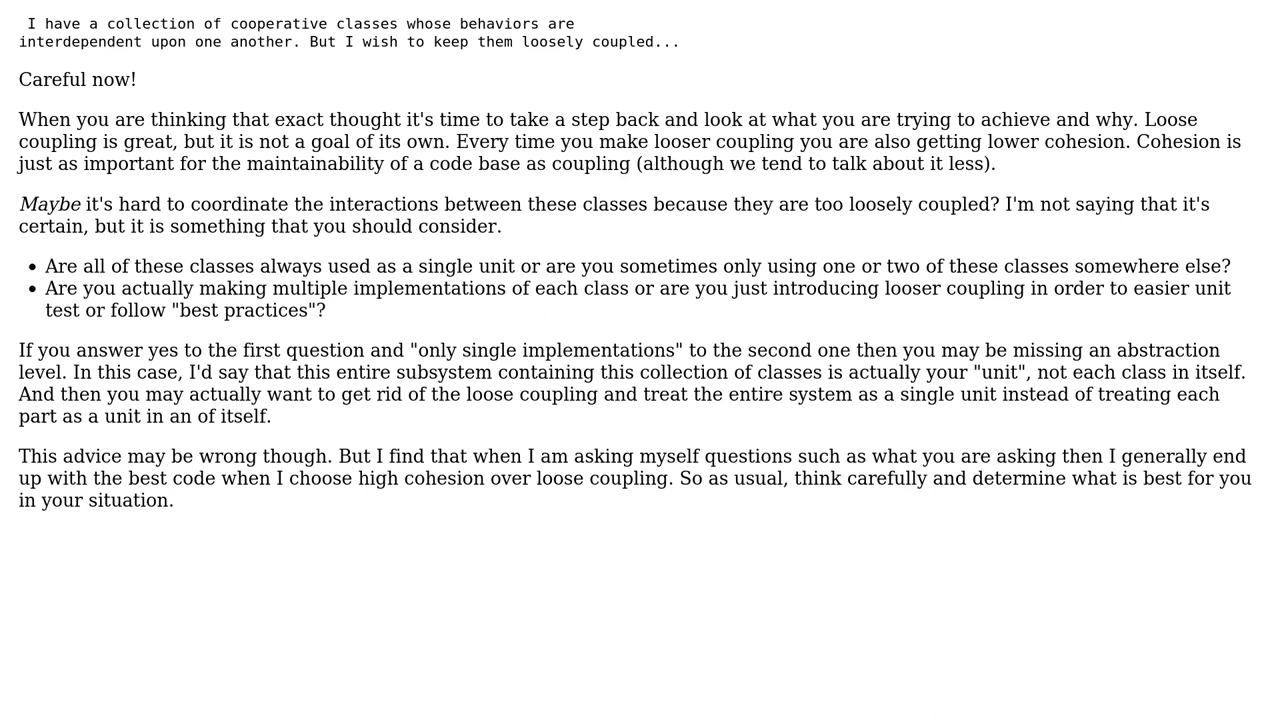 I have a collection of cooperative classes whose behaviors are
interdependent upon one another. But I wish to keep them loosely coupled...
Careful now!
When you are thinking that exact thought it's time to take a step back and look at what you are trying to achieve and why. Loose
coupling is great, but it is not a goal of its own. Every time you make looser coupling you are also getting lower cohesion. Cohesion is
just as important for the maintainability of a code base as coupling (although we tend to talk about it less).
Maybe it's hard to coordinate the interactions between these classes because they are too loosely coupled? I'm not saying that it's
certain, but it is something that you should consider.
• Are all of these classes always used as a single unit or are you sometimes only using one or two of these classes somewhere else?
• Are you actually making multiple implementations of each class or are you just introducing looser coupling in order to easier unit
test or follow "best practices"?
If you answer yes to the first question and "only single implementations" to the second one then you may be missing an abstraction
level. In this case, I'd say that this entire subsystem containing this collection of classes is actually your "unit", not each class in itself.
And then you may actually want to get rid of the loose coupling and treat the entire system as a single unit instead of treating each
part as a unit in an of itself.
This advice may be wrong though. But I find that when I am asking myself questions such as what you are asking then I generally end
up with the best code when I choose high cohesion over loose coupling. So as usual, think carefully and determine what is best for you
in your situation.